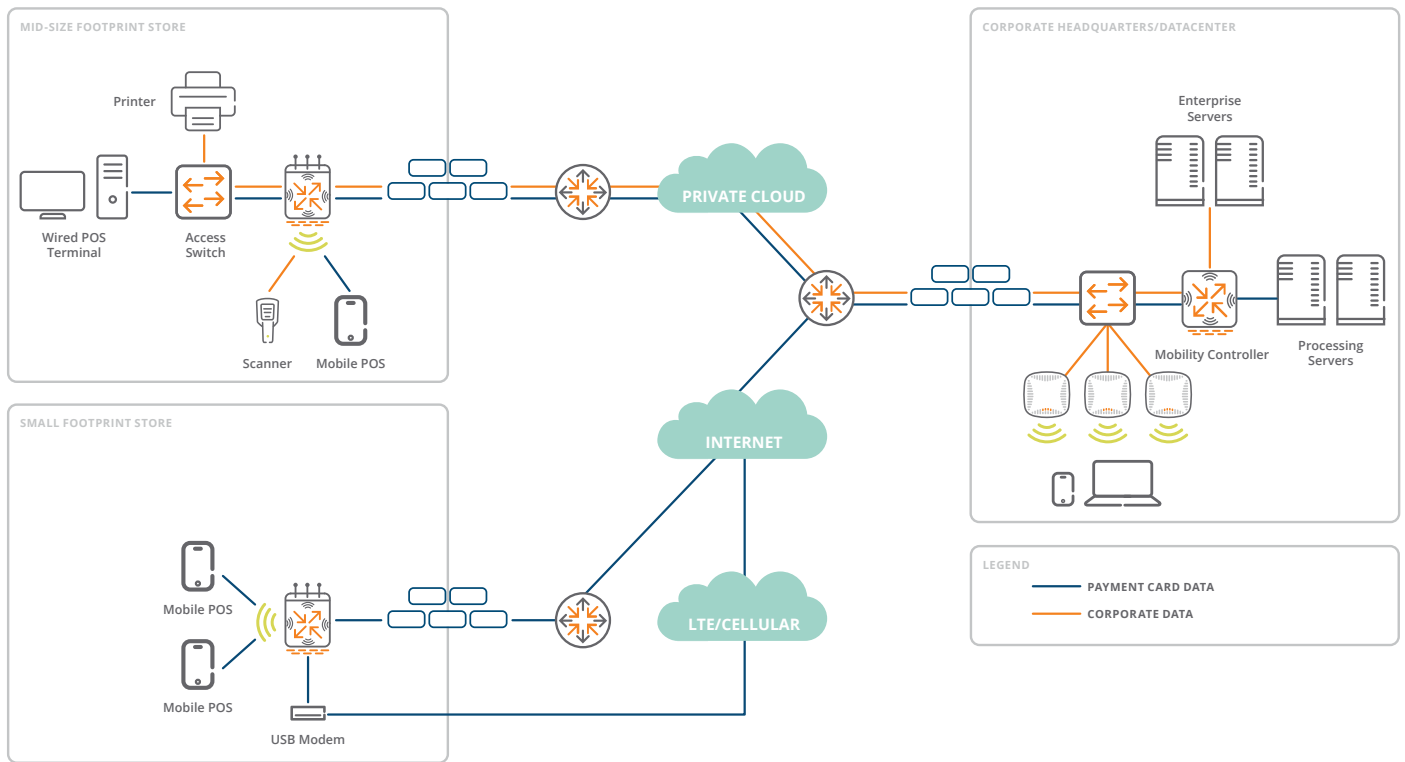 MID-SIZE FOOTPRINT STORE
Printer
Wired POS
Terminal
Access
Switch
Scanner
Mobile POS
PRIVATE CLOUD
CORPORATE HEADQUARTERS/DATACENTER
Enterprise
Servers
Mobility Controller
Processing
Servers
SMALL FOOTPRINT STORE
Mobile POS
Mobile POS
USB Modem
INTERNET
LTE/CELLULAR
LEGEND
PAYMENT CARD DATA
CORPORATE DATA